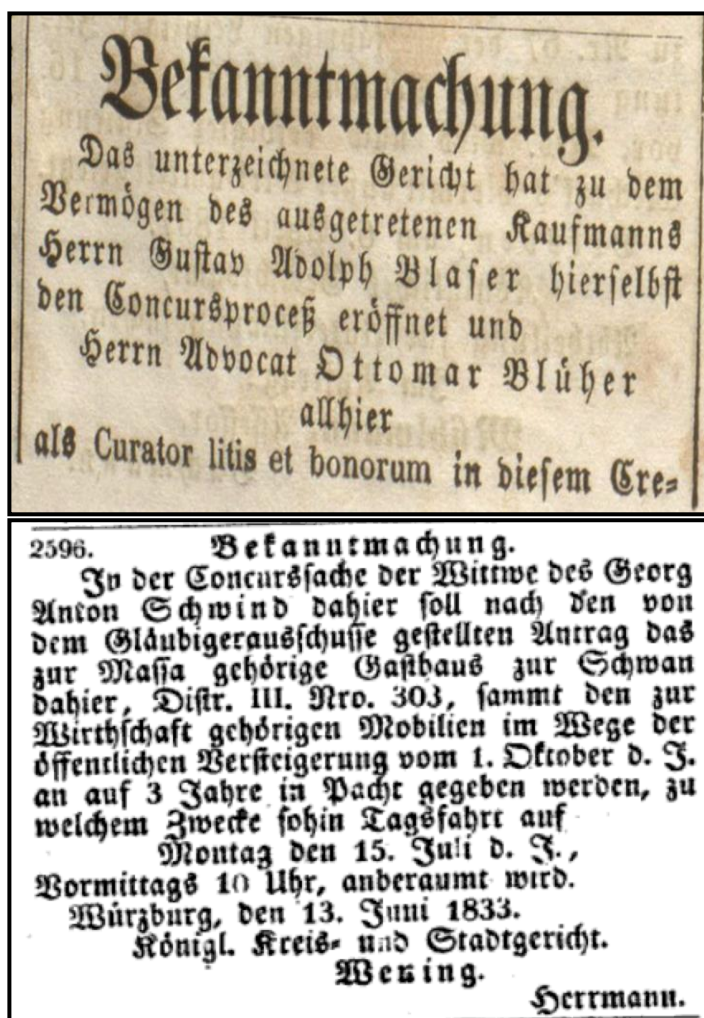 Bekanntmachung.
Das unterzeichnete Gericht hat zu dem
Vermögen des ausgetretenen Kaufmanns
Herrn Gustav Adolph Blaser hierselbst
den Concursproceß eröffnet und
Herrn Advocat Ottomar Blüher
allhier
als Curator litis et bonorum in diesem Cre-
2596. Bekanntmachung.
In der Concurssache der Wittwe des Georg
Anton Schwind dahier soll nach den von
dem Gläubigerausschusse gestellten Antrag das
zur Massa gehörige Gasthaus zur Schwan
dahier, Distr. III. Nro. 303, sammt den zur
Wirthschaft gehörigen Mobilien im Wege der
öffentlichen Versteigerung vom 1. Oktober d. J.
an auf 3 Jahre in Pacht gegeben werden, zu
welchem Zwecke sohin Tagsfahrt auf
Montag den 15. Juli d. J.,
Vormittags 10 Uhr, anberaumt wird.
Würzburg, den 13. Juni 1833.
Königl. Kreis- und Stadtgericht.
Wening.
Herrmann.